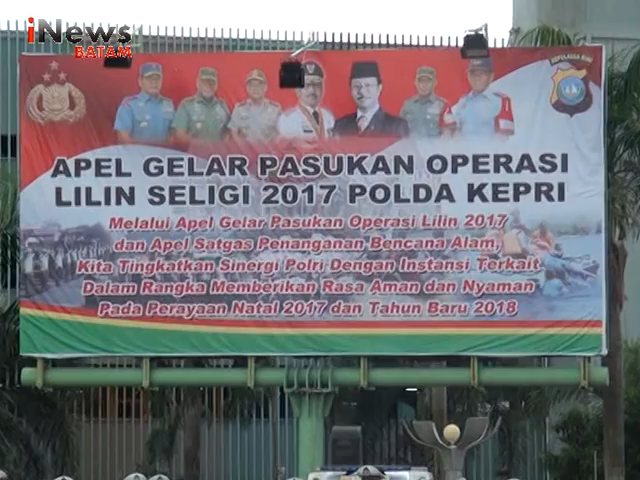 iNews
BATAM
KEPULAUAN RIAU
APEL GELAR PASUKAN OPERASI
LILIN SELIGI 2017 POLDA KEPRI
Melalui Apel Gelar Pasukan Operasi Lilin 2017
dan Apel Satgas Penanganan Bencana Alam,
Kita Tingkatkan Sinergi Polri Dengan Instansi Terkait
Dalam Rangka Memberikan Rasa Aman dan Nyaman
Pada Perayaan Natal 2017 dan Tahun Baru 2018